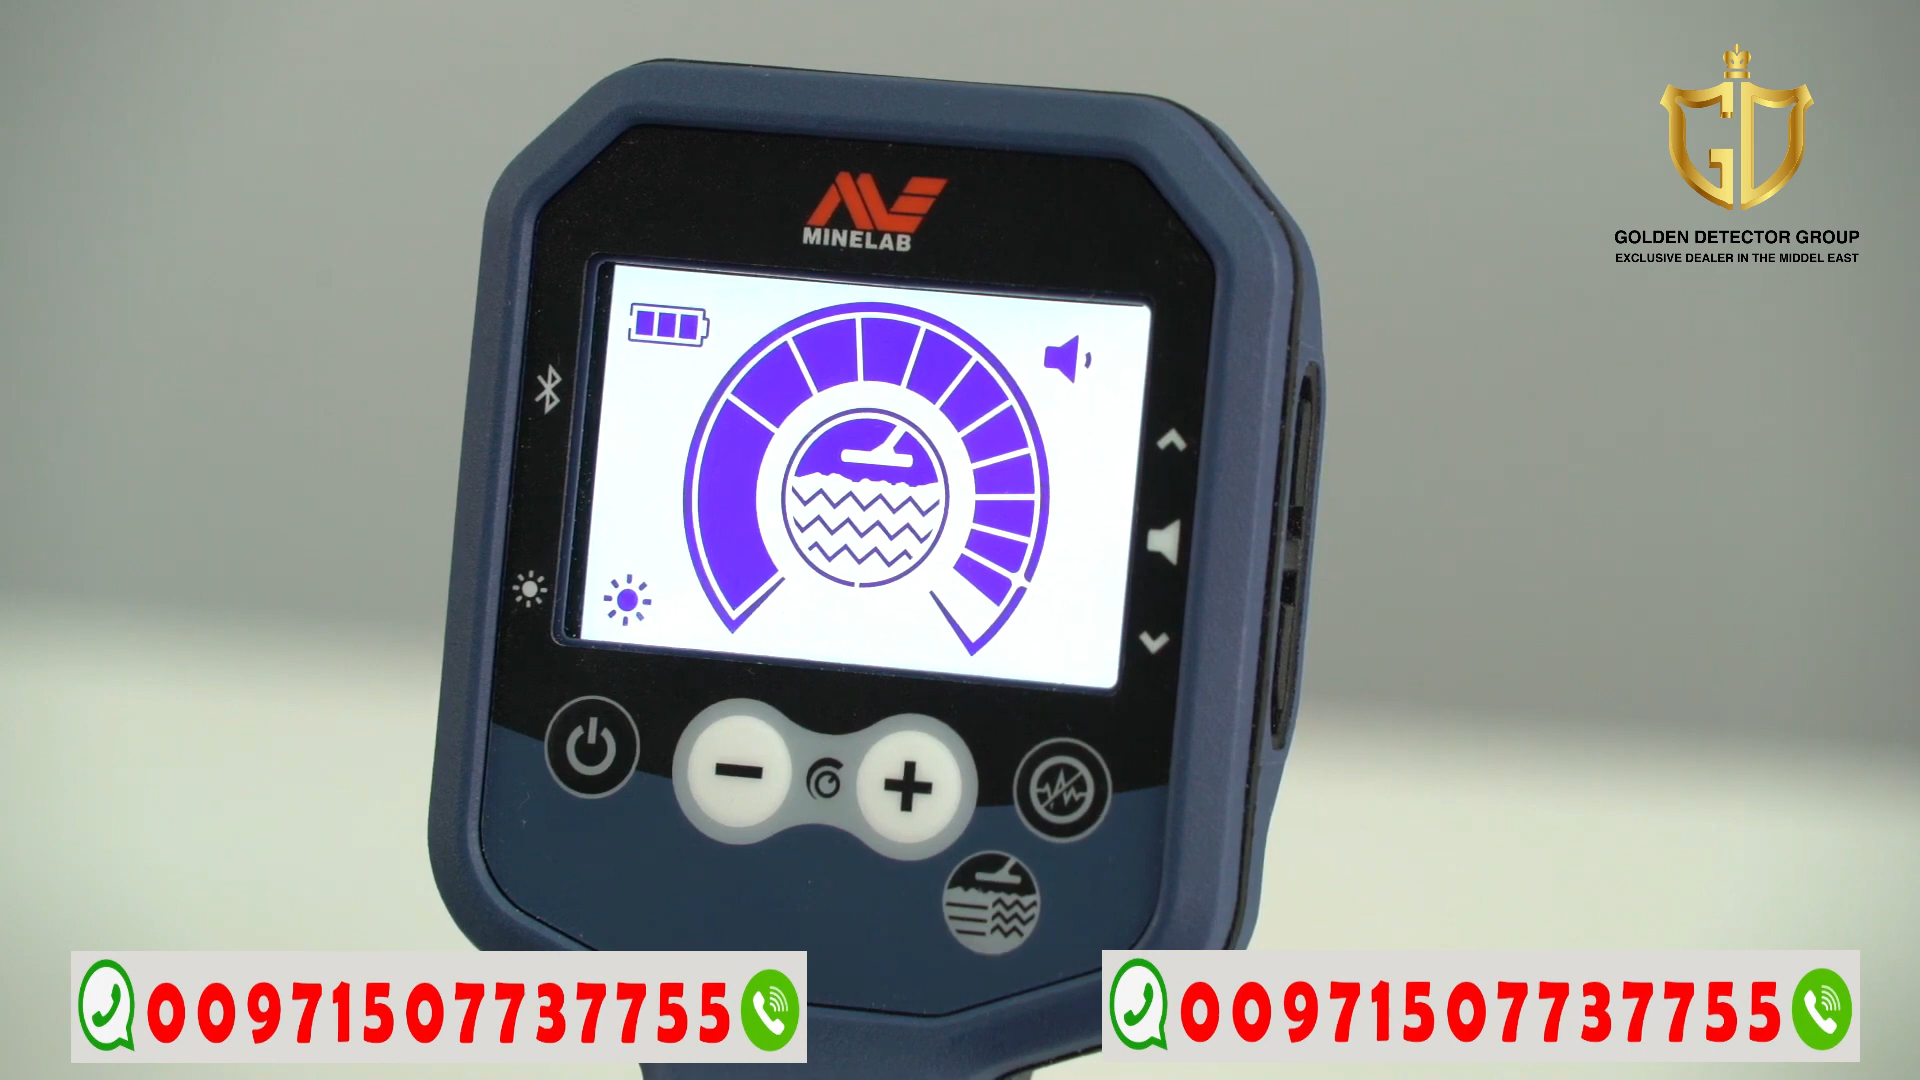 MINELAB
GOLDEN DETECTOR GROUP
EXCLUSIVE DEALER IN THE MIDDEL EAST
00971507737755
00971507737755